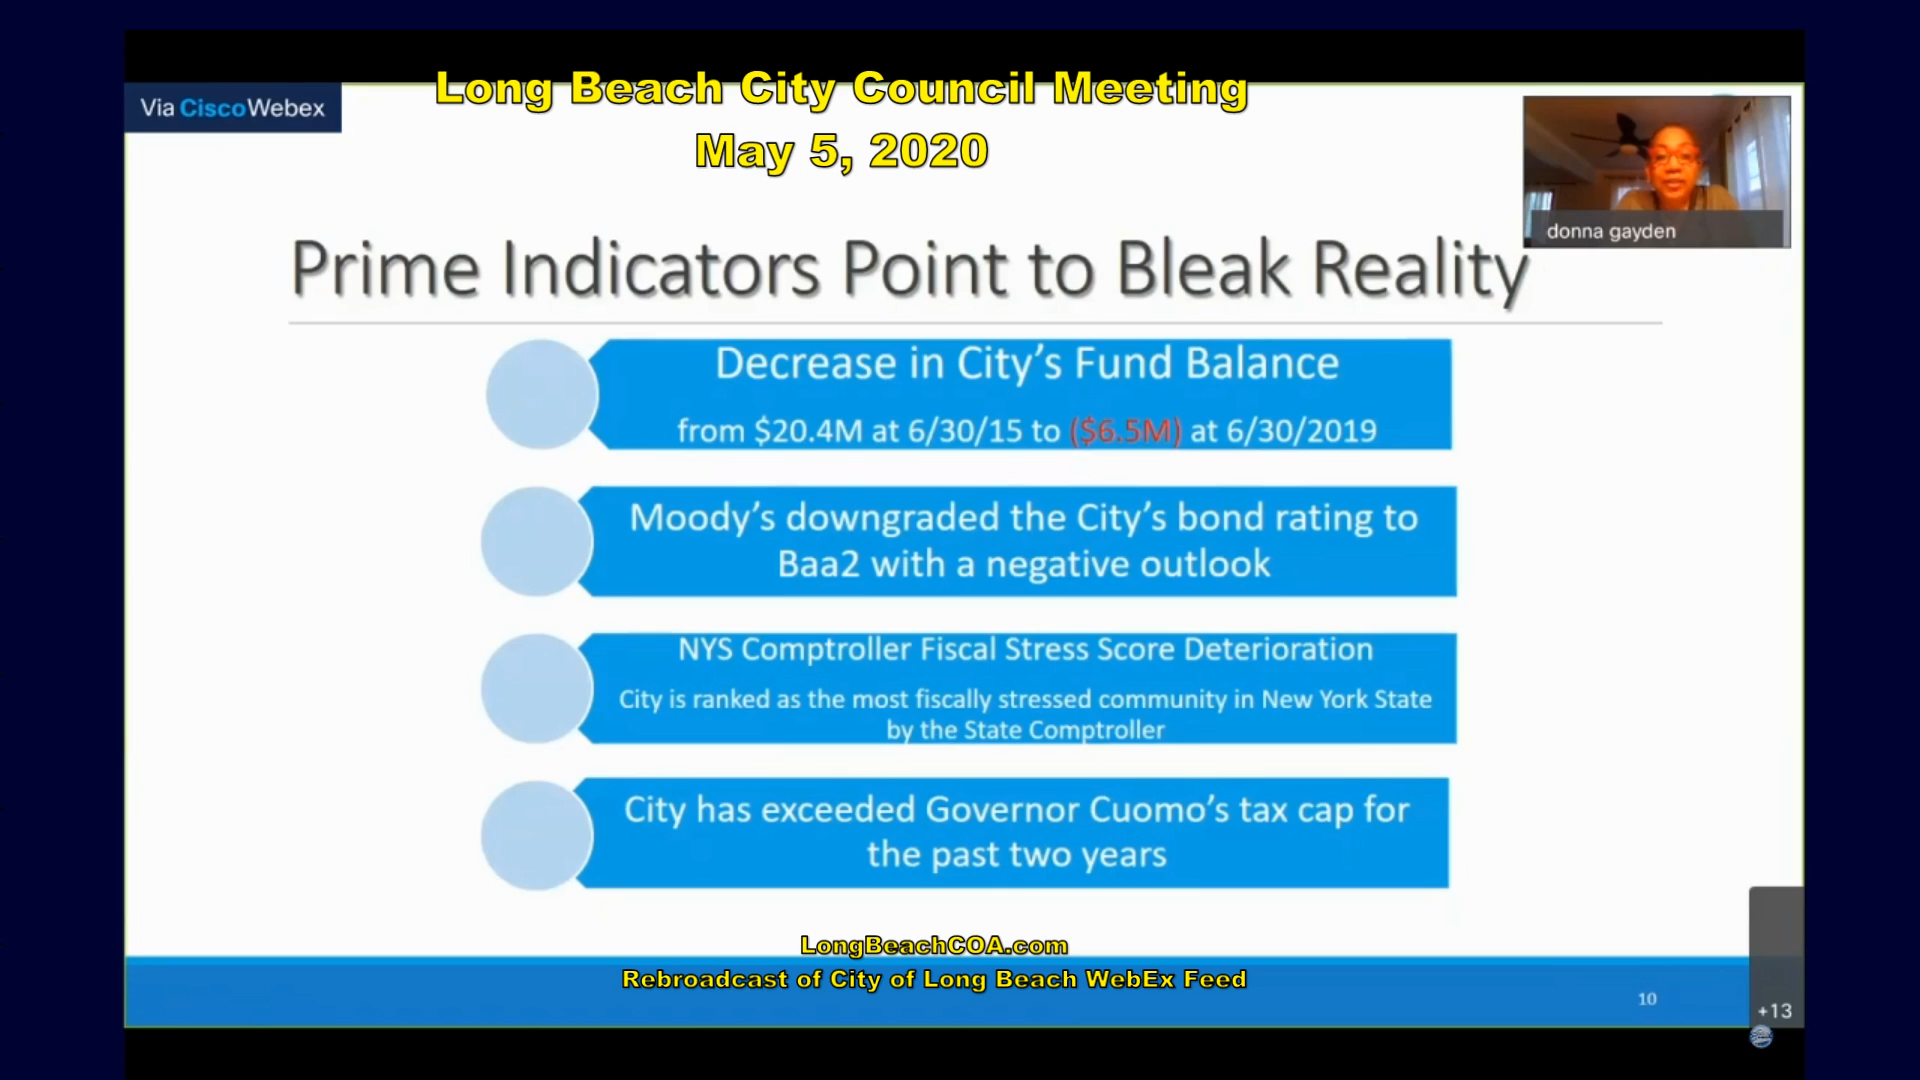 Long Beach City Council Meeting
May 5, 2020
Via CiscoWebex
donna gayden
Prime Indicators Point to Bleak Reality
Decrease in City's Fund Balance
from $20.4M at 6/30/15 to ($6.5M) at 6/30/2019
Moody's downgraded the City's bond rating to
Baa2 with a negative outlook
NYS Comptroller Fiscal Stress Score Deterioration
City is ranked as the most fiscally stressed community in New York State
by the State Comptroller
City has exceeded Governor Cuomo's tax cap for
the past two years
LongBeachCOA.com
Rebroadcast of City of Long Beach WebEx Feed
10
+13